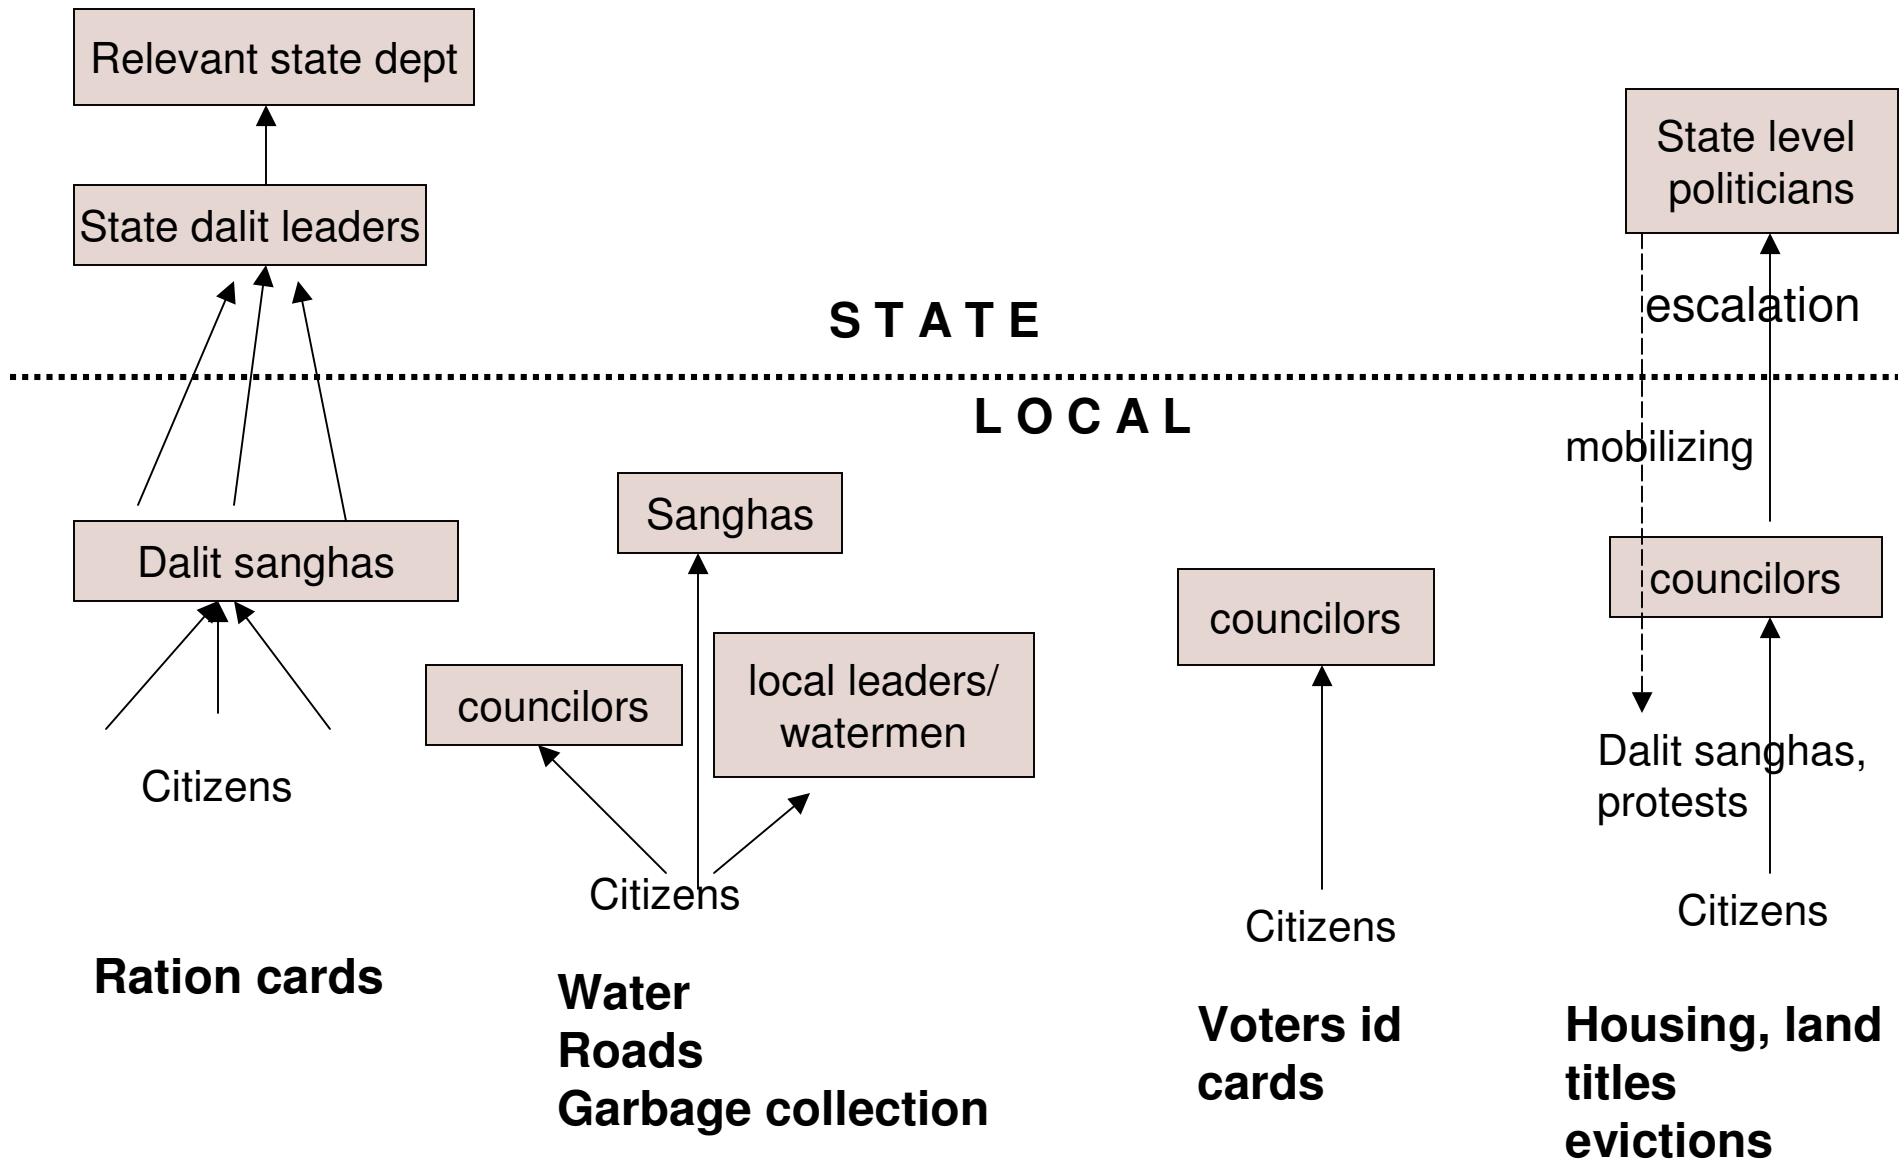 Relevant state dept
State dalit leaders
State level
politicians
S T A T E
escalation
L O C A L
mobilizing
Dalit sanghas
Sanghas
councilors
local leaders/
watermen
councilors
councilors
Dalit sanghas,
protests
Citizens
Citizens
Citizens
Citizens
Ration cards
Water
Roads
Garbage collection
Voters id
cards
Housing, land
titles
evictions